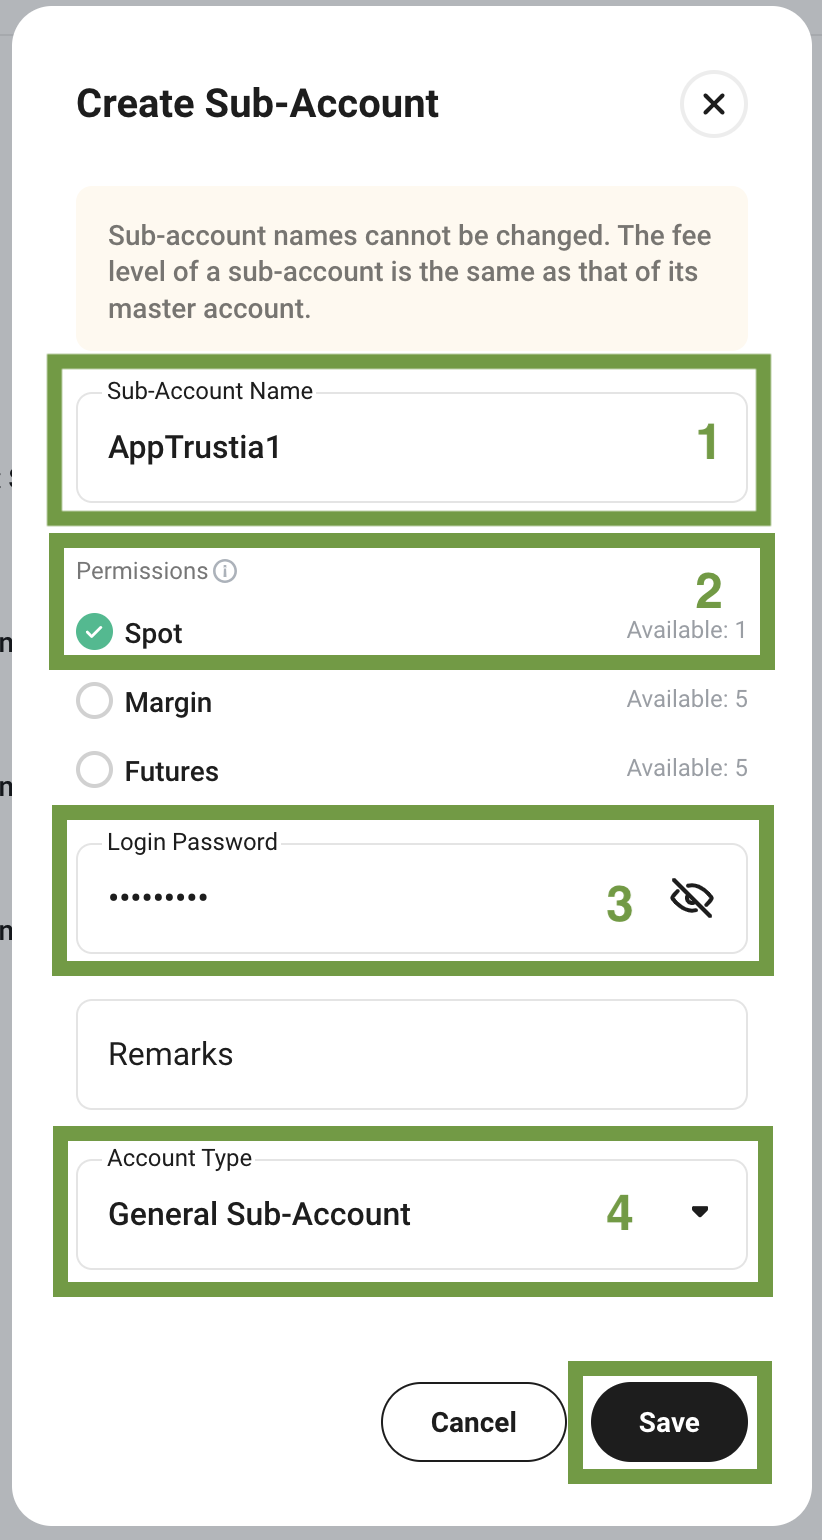 Create Sub-Account
Sub-account names cannot be changed. The fee
level of a sub-account is the same as that of its
master account.
Sub-Account Name
AppTrustia1
1
Permissions
2
Spot
Available: 1
Margin
Available: 5
Futures
Available: 5
Login Password
•••••••••
3
Remarks
Account Type
General Sub-Account
4
Cancel
Save